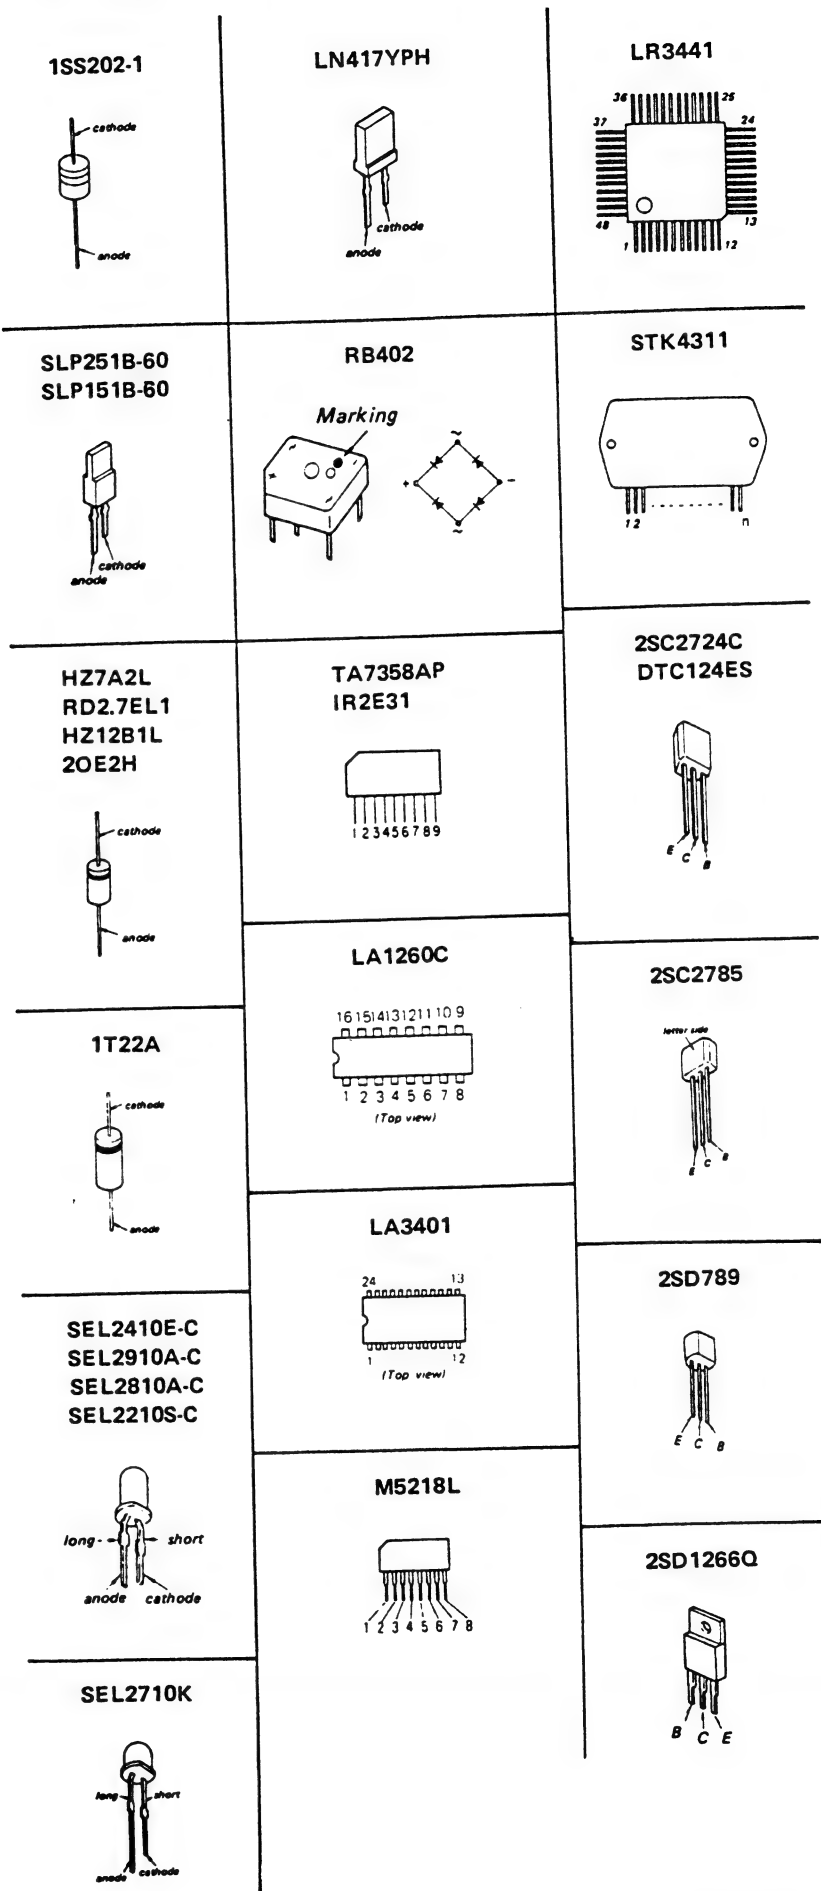 1SS202-1
cathode
anode
SLP251B-60
SLP151B-60
cathode
anode
HZ7A2L
RD2.7EL1
HZ12B1L
2OE2H
cathode
anode
1T22A
cathode
anode
SEL2410E-C
SEL2910A-C
SEL2810A-C
SEL2210S-C
long short
anode cathode
SEL2710K
long short
anode cathode
LN417YPH
cathode
anode
RB402
Marking
~
+ -
~
TA7358AP
IR2E31
1 2 3 4 5 6 7 8 9
LA1260C
16 15 14 13 12 11 10 9
1 2 3 4 5 6 7 8
(Top view)
LA3401
24 13
1 12
(Top view)
M5218L
1 2 3 4 5 6 7 8
LR3441
36 25
37 24
48 13
1 12
STK4311
1 2 n
2SC2724C
DTC124ES
E C B
2SC2785
letter side
E C B
2SD789
E C B
2SD1266Q
B C E